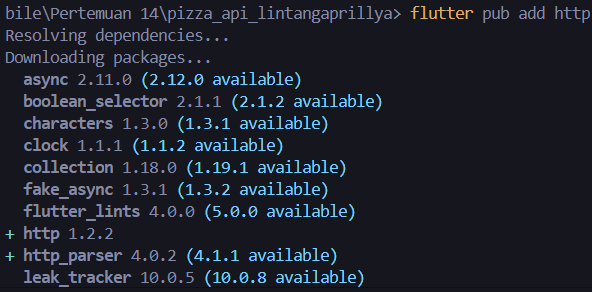 bile\Pertemuan 14\pizza_api_lintangaprillya> flutter pub add http
Resolving dependencies...
Downloading packages...
async 2.11.0 (2.12.0 available)
boolean_selector 2.1.1 (2.1.2 available)
characters 1.3.0 (1.3.1 available)
clock 1.1.1 (1.1.2 available)
collection 1.18.0 (1.19.1 available)
fake_async 1.3.1 (1.3.2 available)
flutter_lints 4.0.0 (5.0.0 available)
+ http 1.2.2
+ http_parser 4.0.2 (4.1.1 available)
leak_tracker 10.0.5 (10.0.8 available)